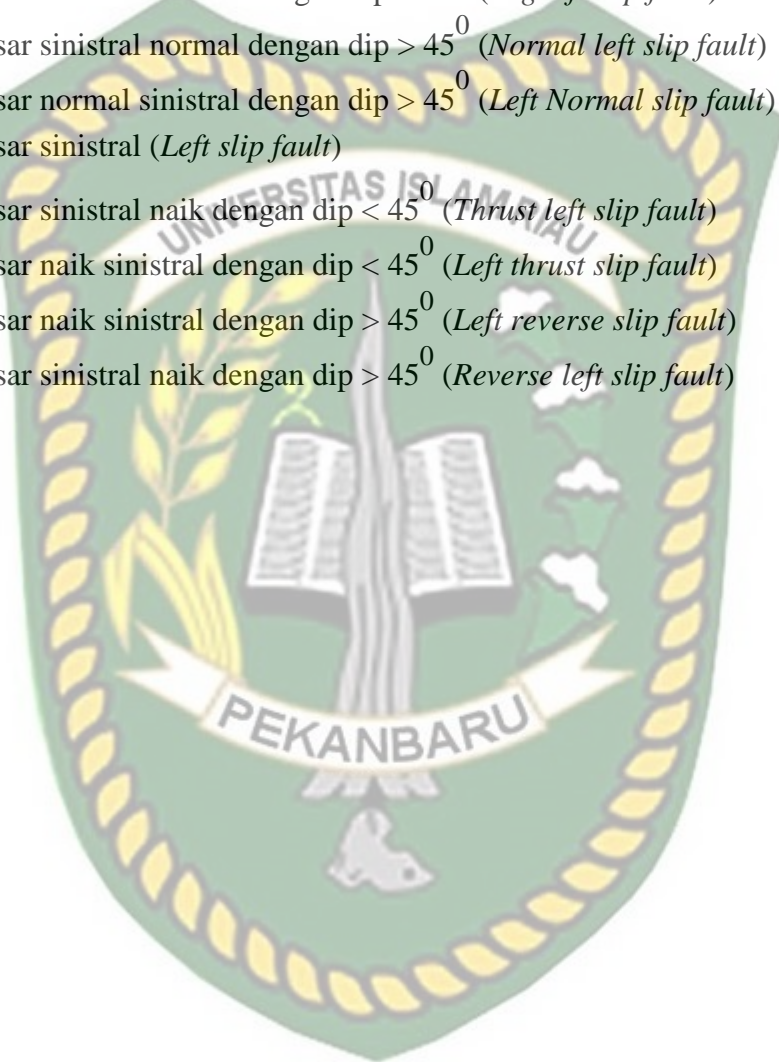 sar sinistral normal dengan dip > 45⁰ (Normal left slip fault)
sar normal sinistral dengan dip > 45⁰ (Left Normal slip fault)
sar sinistral (Left slip fault)
sar sinistral naik dengan dip < 45⁰ (Thrust left slip fault)
sar naik sinistral dengan dip < 45⁰ (Left thrust slip fault)
sar naik sinistral dengan dip > 45⁰ (Left reverse slip fault)
sar sinistral naik dengan dip > 45⁰ (Reverse left slip fault)
UNIVERSITAS ISLAM RIAU
PEKANBARU